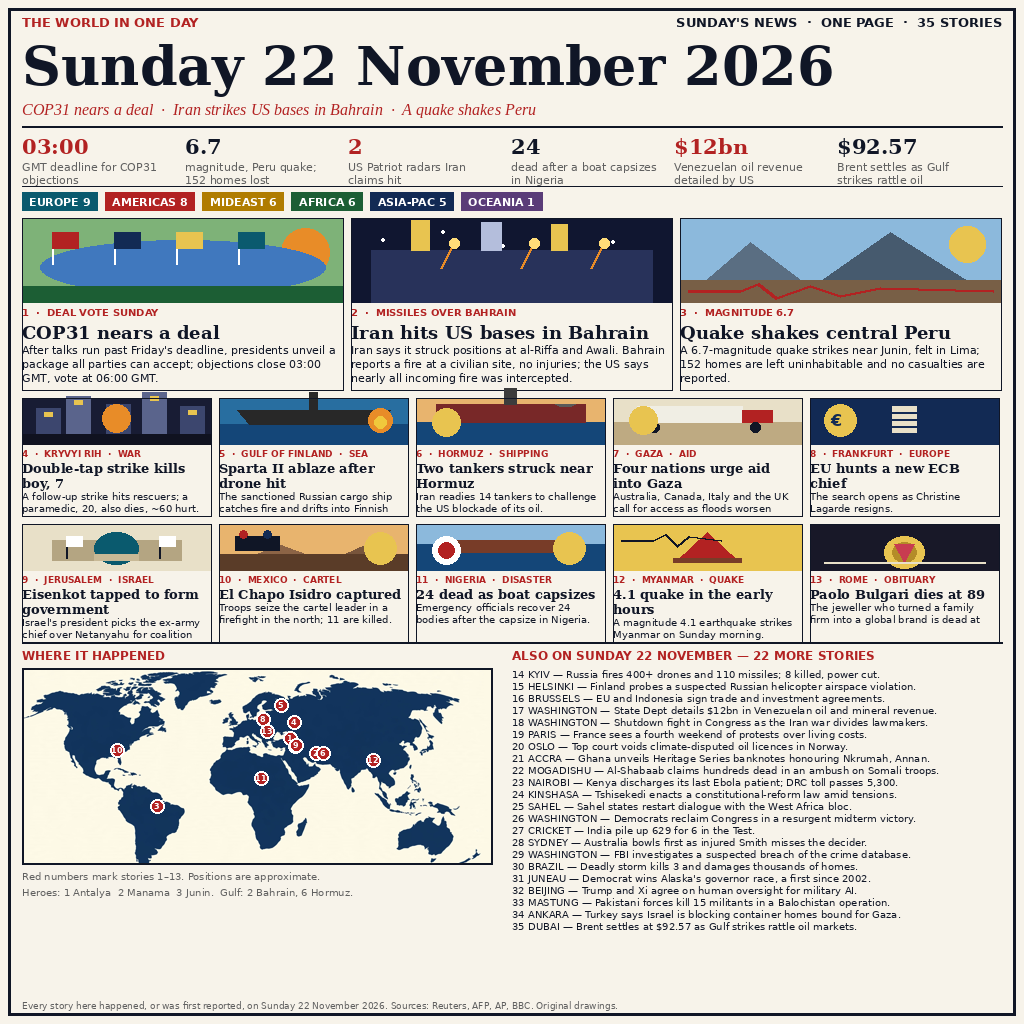 THE WORLD IN ONE DAY
SUNDAY'S NEWS · ONE PAGE · 35 STORIES
Sunday 22 November 2026
COP31 nears a deal · Iran strikes US bases in Bahrain · A quake shakes Peru
03:00
GMT deadline for COP31
objections
6.7
magnitude, Peru quake;
152 homes lost
2
US Patriot radars Iran
claims hit
24
dead after a boat capsizes
in Nigeria
$12bn
Venezuelan oil revenue
detailed by US
$92.57
Brent settles as Gulf
strikes rattle oil
EUROPE 9
AMERICAS 8
MIDEAST 6
AFRICA 6
ASIA-PAC 5
OCEANIA 1
1 · DEAL VOTE SUNDAY
COP31 nears a deal
After talks run past Friday's deadline, presidents unveil a
package all parties can accept; objections close 03:00
GMT, vote at 06:00 GMT.
2 · MISSILES OVER BAHRAIN
Iran hits US bases in Bahrain
Iran says it struck positions at al-Riffa and Awali. Bahrain
reports a fire at a civilian site, no injuries; the US says
nearly all incoming fire was intercepted.
3 · MAGNITUDE 6.7
Quake shakes central Peru
A 6.7-magnitude quake strikes near Junin, felt in Lima;
152 homes are left uninhabitable and no casualties are
reported.
4 · KRYVYI RIH · WAR
Double-tap strike kills
boy, 7
A follow-up strike hits rescuers; a
paramedic, 20, also dies, ~60 hurt.
5 · GULF OF FINLAND · SEA
Sparta II ablaze after
drone hit
The sanctioned Russian cargo ship
catches fire and drifts into Finnish
6 · HORMUZ · SHIPPING
Two tankers struck near
Hormuz
Iran readies 14 tankers to challenge
the US blockade of its oil.
7 · GAZA · AID
Four nations urge aid
into Gaza
Australia, Canada, Italy and the UK
call for access as floods worsen
€
8 · FRANKFURT · EUROPE
EU hunts a new ECB
chief
The search opens as Christine
Lagarde resigns.
9 · JERUSALEM · ISRAEL
Eisenkot tapped to form
government
Israel's president picks the ex-army
chief over Netanyahu for coalition
10 · MEXICO · CARTEL
El Chapo Isidro captured
Troops seize the cartel leader in a
firefight in the north; 11 are killed.
11 · NIGERIA · DISASTER
24 dead as boat capsizes
Emergency officials recover 24
bodies after the capsize in Nigeria.
12 · MYANMAR · QUAKE
4.1 quake in the early
hours
A magnitude 4.1 earthquake strikes
Myanmar on Sunday morning.
13 · ROME · OBITUARY
Paolo Bulgari dies at 89
The jeweller who turned a family
firm into a global brand is dead at
WHERE IT HAPPENED
5
8
4
13
1
9
10
2
6
12
11
3
Red numbers mark stories 1–13. Positions are approximate.
Heroes: 1 Antalya 2 Manama 3 Junin. Gulf: 2 Bahrain, 6 Hormuz.
ALSO ON SUNDAY 22 NOVEMBER — 22 MORE STORIES
14 KYIV — Russia fires 400+ drones and 110 missiles; 8 killed, power cut.
15 HELSINKI — Finland probes a suspected Russian helicopter airspace violation.
16 BRUSSELS — EU and Indonesia sign trade and investment agreements.
17 WASHINGTON — State Dept details $12bn in Venezuelan oil and mineral revenue.
18 WASHINGTON — Shutdown fight in Congress as the Iran war divides lawmakers.
19 PARIS — France sees a fourth weekend of protests over living costs.
20 OSLO — Top court voids climate-disputed oil licences in Norway.
21 ACCRA — Ghana unveils Heritage Series banknotes honouring Nkrumah, Annan.
22 MOGADISHU — Al-Shabaab claims hundreds dead in an ambush on Somali troops.
23 NAIROBI — Kenya discharges its last Ebola patient; DRC toll passes 5,300.
24 KINSHASA — Tshisekedi enacts a constitutional-reform law amid tensions.
25 SAHEL — Sahel states restart dialogue with the West Africa bloc.
26 WASHINGTON — Democrats reclaim Congress in a resurgent midterm victory.
27 CRICKET — India pile up 629 for 6 in the Test.
28 SYDNEY — Australia bowls first as injured Smith misses the decider.
29 WASHINGTON — FBI investigates a suspected breach of the crime database.
30 BRAZIL — Deadly storm kills 3 and damages thousands of homes.
31 JUNEAU — Democrat wins Alaska's governor race, a first since 2002.
32 BEIJING — Trump and Xi agree on human oversight for military AI.
33 MASTUNG — Pakistani forces kill 15 militants in a Balochistan operation.
34 ANKARA — Turkey says Israel is blocking container homes bound for Gaza.
35 DUBAI — Brent settles at $92.57 as Gulf strikes rattle oil markets.
Every story here happened, or was first reported, on Sunday 22 November 2026. Sources: Reuters, AFP, AP, BBC. Original drawings.